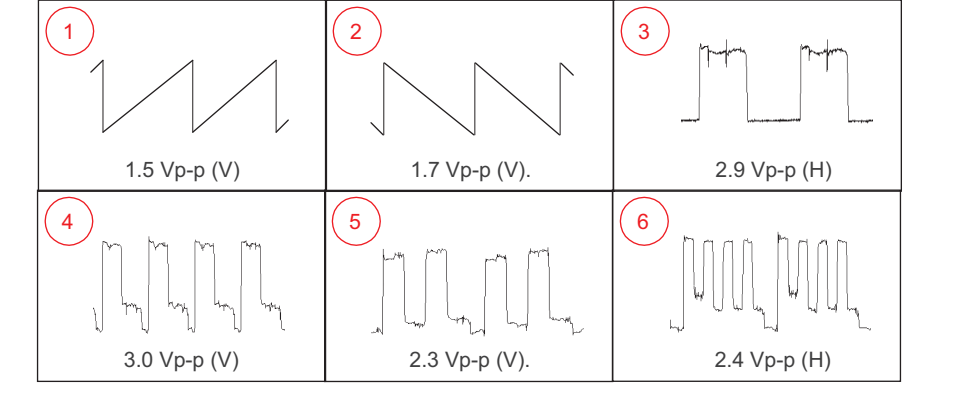 1
2
3
1.5 Vp-p (V)
1.7 Vp-p (V).
2.9 Vp-p (H)
4
5
6
3.0 Vp-p (V)
2.3 Vp-p (V).
2.4 Vp-p (H)